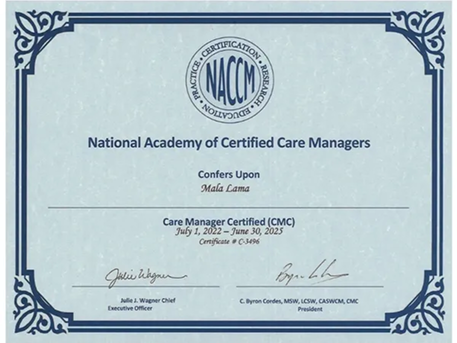 CERTIFICATION • RESEARCH • EDUCATION • PRACTICE •
NACCM
National Academy of Certified Care Managers
Confers Upon
Mala Lama
Care Manager Certified (CMC)
July 1, 2022 – June 30, 2025
Certificate # C-3496
Julie Wagner
Julie J. Wagner Chief
Executive Officer
C. Byron Cordes, MSW, LCSW, CASWCM, CMC
President